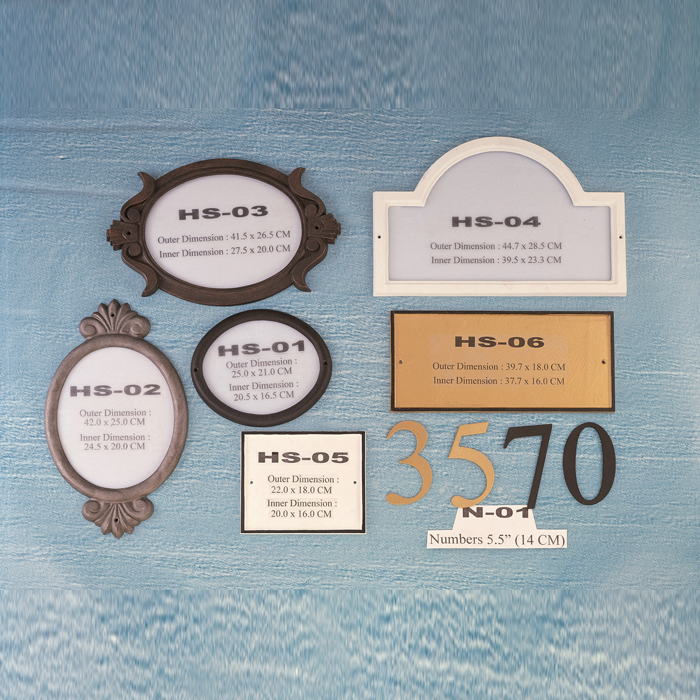 HS-03
Outer Dimension : 41.5 x 26.5 CM
Inner Dimension : 27.5 x 20.0 CM
HS-04
Outer Dimension : 44.7 x 28.5 CM
Inner Dimension : 39.5 x 23.3 CM
HS-02
Outer Dimension :
42.0 x 25.0 CM
Inner Dimension :
24.5 x 20.0 CM
HS-01
Outer Dimension :
25.0 x 21.0 CM
Inner Dimension :
20.5 x 16.5 CM
HS-06
Outer Dimension : 39.7 x 18.0 CM
Inner Dimension : 37.7 x 16.0 CM
HS-05
Outer Dimension :
22.0 x 18.0 CM
Inner Dimension :
20.0 x 16.0 CM
3570
N-01
Numbers 5.5” (14 CM)